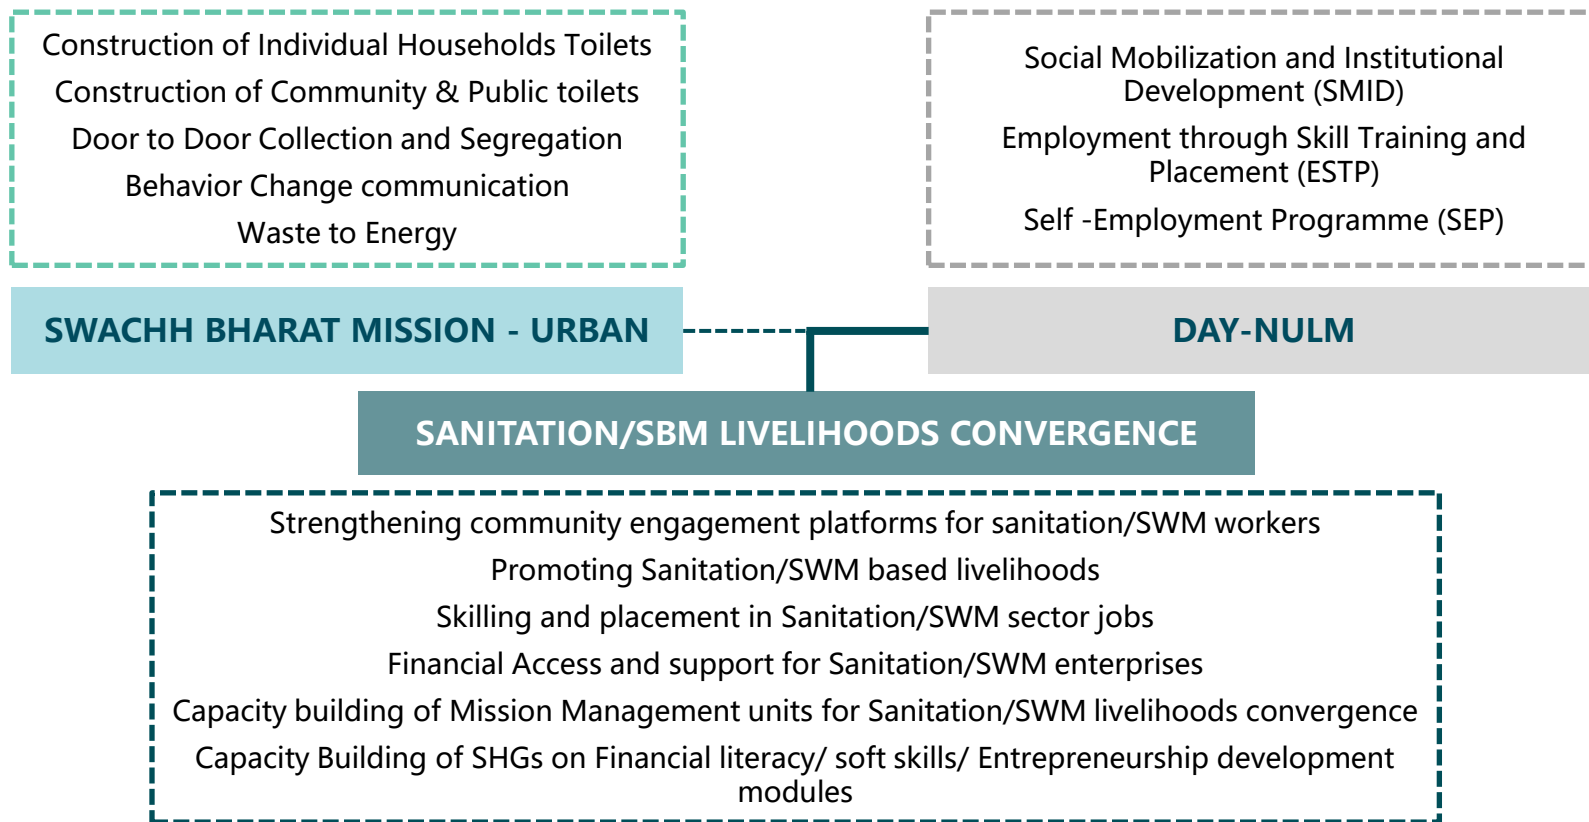 Construction of Individual Households Toilets
Construction of Community & Public toilets
Door to Door Collection and Segregation
Behavior Change communication
Waste to Energy
SWACHH BHARAT MISSION - URBAN
Social Mobilization and Institutional
Development (SMID)
Employment through Skill Training and
Placement (ESTP)
Self -Employment Programme (SEP)
DAY-NULM
SANITATION/SBM LIVELIHOODS CONVERGENCE
Strengthening community engagement platforms for sanitation/SWM workers
Promoting Sanitation/SWM based livelihoods
Skilling and placement in Sanitation/SWM sector jobs
Financial Access and support for Sanitation/SWM enterprises
Capacity building of Mission Management units for Sanitation/SWM livelihoods convergence
Capacity Building of SHGs on Financial literacy/ soft skills/ Entrepreneurship development
modules